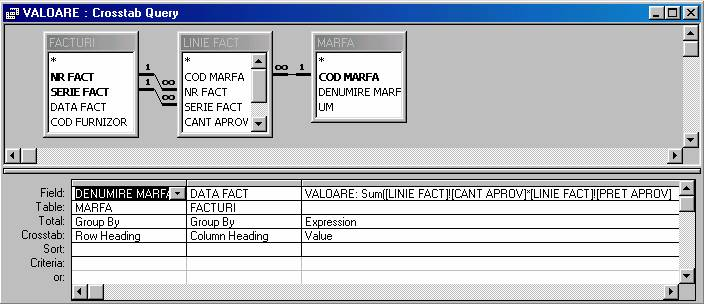 VALOARE : Crosstab Query
FACTURI
*
NR FACT
SERIE FACT
DATA FACT
COD FURNIZOR
1
1
∞
∞
LINIE FACT
*
COD MARFA
NR FACT
SERIE FACT
CANT APROV
∞
1
MARFA
*
COD MARFA
DENUMIRE MARF
UM
Field: DENUMIRE MARFA DATA FACT VALOARE: Sum([LINIE FACT]![CANT APROV]*[LINIE FACT]![PRET APROV]
Table: MARFA FACTURI
Total: Group By Group By Expression
Crosstab: Row Heading Column Heading Value
Sort:
Criteria:
or: